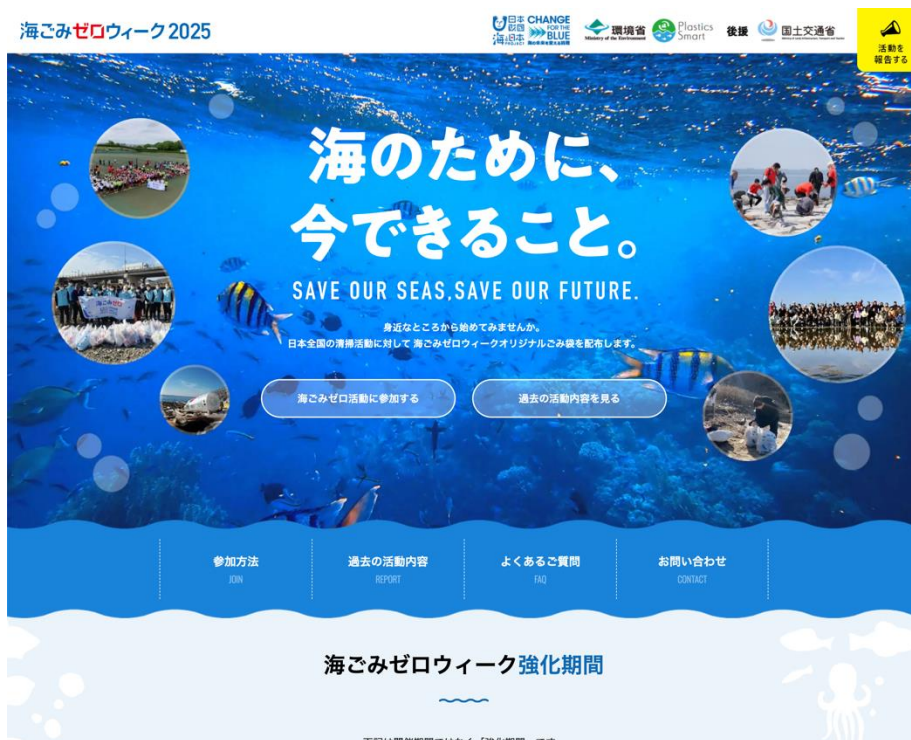 海ごみゼロウィーク 2025
日本
財団
海と日本
PROJECT
CHANGE
FOR THE
BLUE
環境省
Ministry of the Environment
Plastics
Smart
後援
国土交通省
活動を
報告する
海のために、
今できること。
SAVE OUR SEAS,SAVE OUR FUTURE.
身近なところから始めてみませんか。
日本全国の清掃活動に対して 海ごみゼロウィークオリジナルごみ袋を配布します。
海ごみゼロ活動に参加する
過去の活動内容を見る
参加方法
JOIN
過去の活動内容
REPORT
よくあるご質問
FAQ
お問い合わせ
CONTACT
海ごみゼロウィーク強化期間